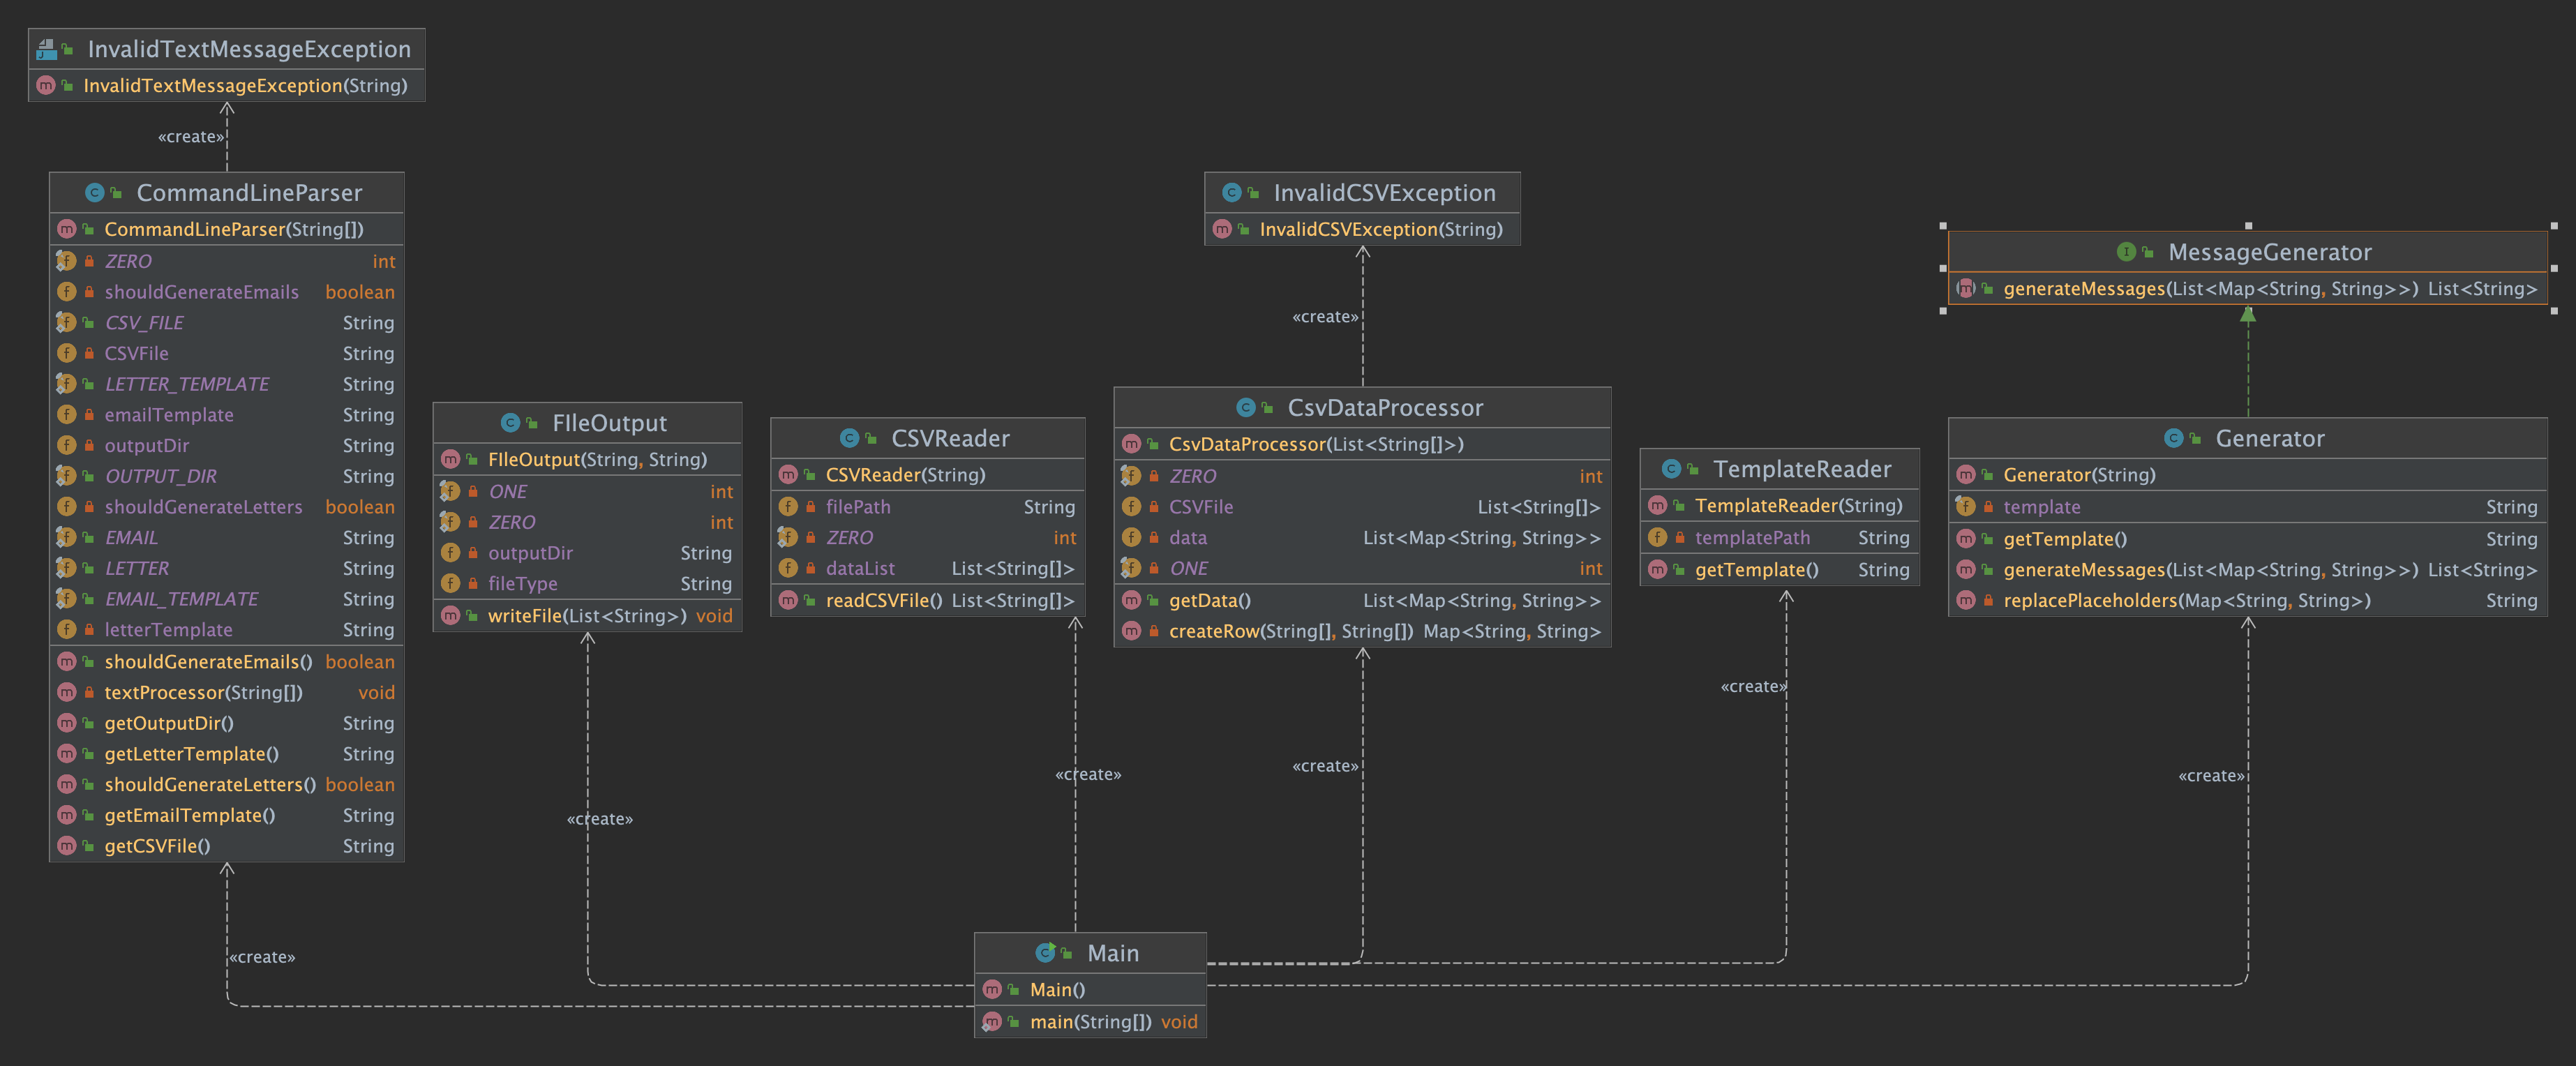 InvalidTextMessageException
InvalidTextMessageException(String)
«create»
CommandLineParser
CommandLineParser(String[])
ZERO int
shouldGenerateEmails boolean
CSV_FILE String
CSVFile String
LETTER_TEMPLATE String
emailTemplate String
outputDir String
OUTPUT_DIR String
shouldGenerateLetters boolean
EMAIL String
LETTER String
EMAIL_TEMPLATE String
letterTemplate String
shouldGenerateEmails() boolean
textProcessor(String[]) void
getOutputDir() String
getLetterTemplate() String
shouldGenerateLetters() boolean
getEmailTemplate() String
getCSVFile() String
«create»
FIleOutput
FIleOutput(String, String)
ONE int
ZERO int
outputDir String
fileType String
writeFile(List<String>) void
«create»
CSVReader
CSVReader(String)
filePath String
ZERO int
dataList List<String[]>
readCSVFile() List<String[]>
«create»
InvalidCSVException
InvalidCSVException(String)
«create»
CsvDataProcessor
CsvDataProcessor(List<String[]>)
ZERO int
CSVFile List<String[]>
data List<Map<String, String>>
ONE int
getData() List<Map<String, String>>
createRow(String[], String[]) Map<String, String>
«create»
TemplateReader
TemplateReader(String)
templatePath String
getTemplate() String
«create»
MessageGenerator
generateMessages(List<Map<String, String>>) List<String>
Generator
Generator(String)
template String
getTemplate() String
generateMessages(List<Map<String, String>>) List<String>
replacePlaceholders(Map<String, String>) String
«create»
Main
Main()
main(String[]) void